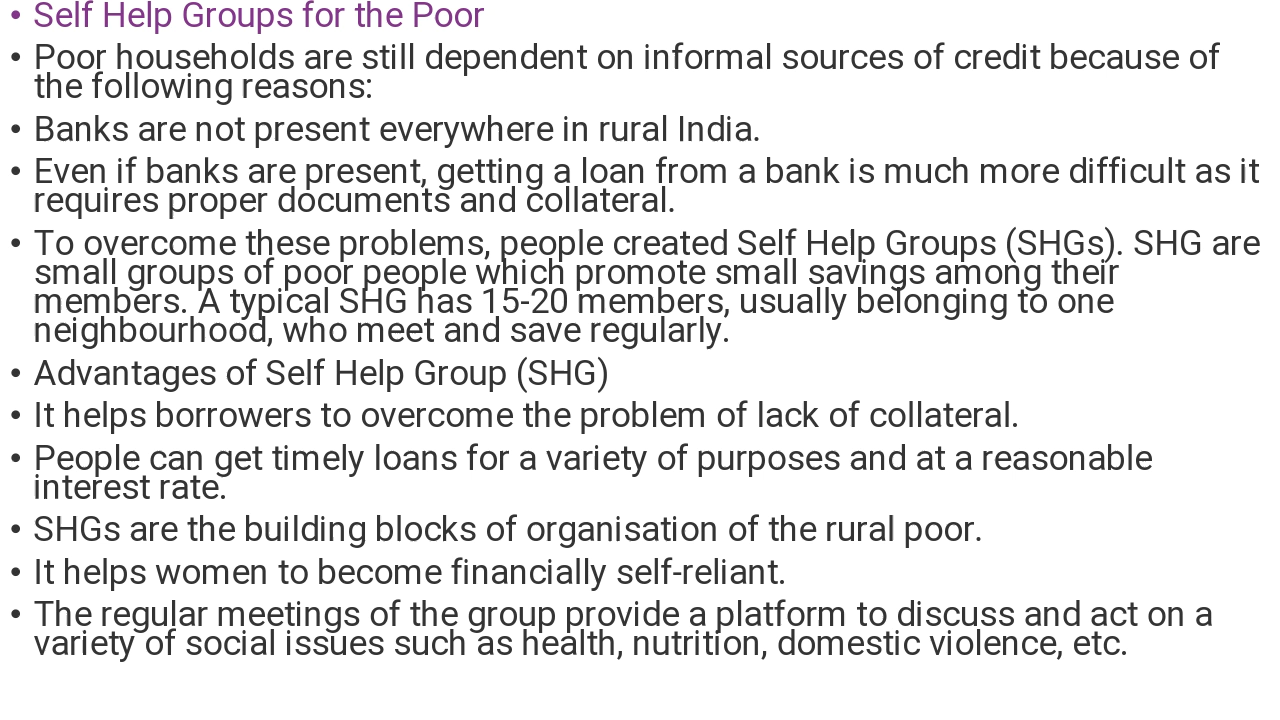 • Self Help Groups for the Poor
• Poor households are still dependent on informal sources of credit because of
the following reasons:
• Banks are not present everywhere in rural India.
• Even if banks are present, getting a loan from a bank is much more difficult as it
requires proper documents and collateral.
• To overcome these problems, people created Self Help Groups (SHGs). SHG are
small groups of poor people which promote small savings among their
members. A typical SHG has 15-20 members, usually belonging to one
neighbourhood, who meet and save regularly.
• Advantages of Self Help Group (SHG)
• It helps borrowers to overcome the problem of lack of collateral.
• People can get timely loans for a variety of purposes and at a reasonable
interest rate.
• SHGs are the building blocks of organisation of the rural poor.
• It helps women to become financially self-reliant.
• The regular meetings of the group provide a platform to discuss and act on a
variety of social issues such as health, nutrition, domestic violence, etc.